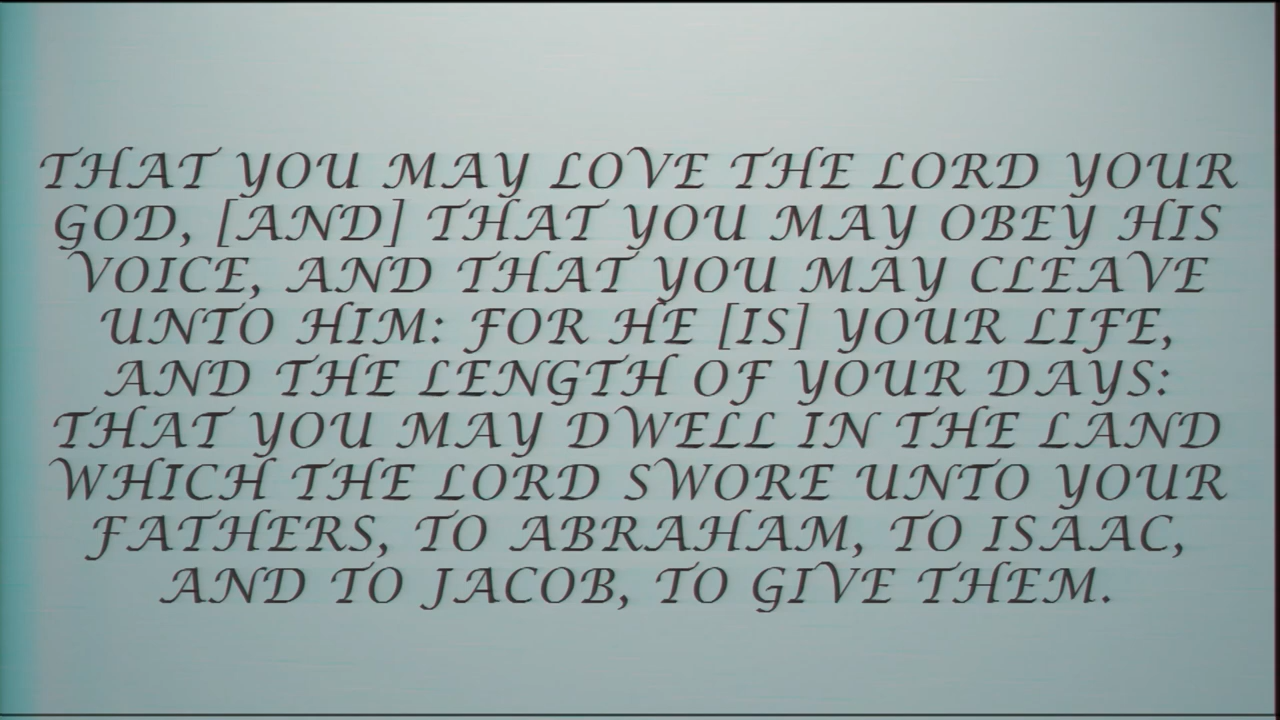 THAT YOU MAY LOVE THE LORD YOUR
GOD, [AND] THAT YOU MAY OBEY HIS
VOICE, AND THAT YOU MAY CLEAVE
UNTO HIM: FOR HE [IS] YOUR LIFE,
AND THE LENGTH OF YOUR DAYS:
THAT YOU MAY DWELL IN THE LAND
WHICH THE LORD SWORE UNTO YOUR
FATHERS, TO ABRAHAM, TO ISAAC,
AND TO JACOB, TO GIVE THEM.